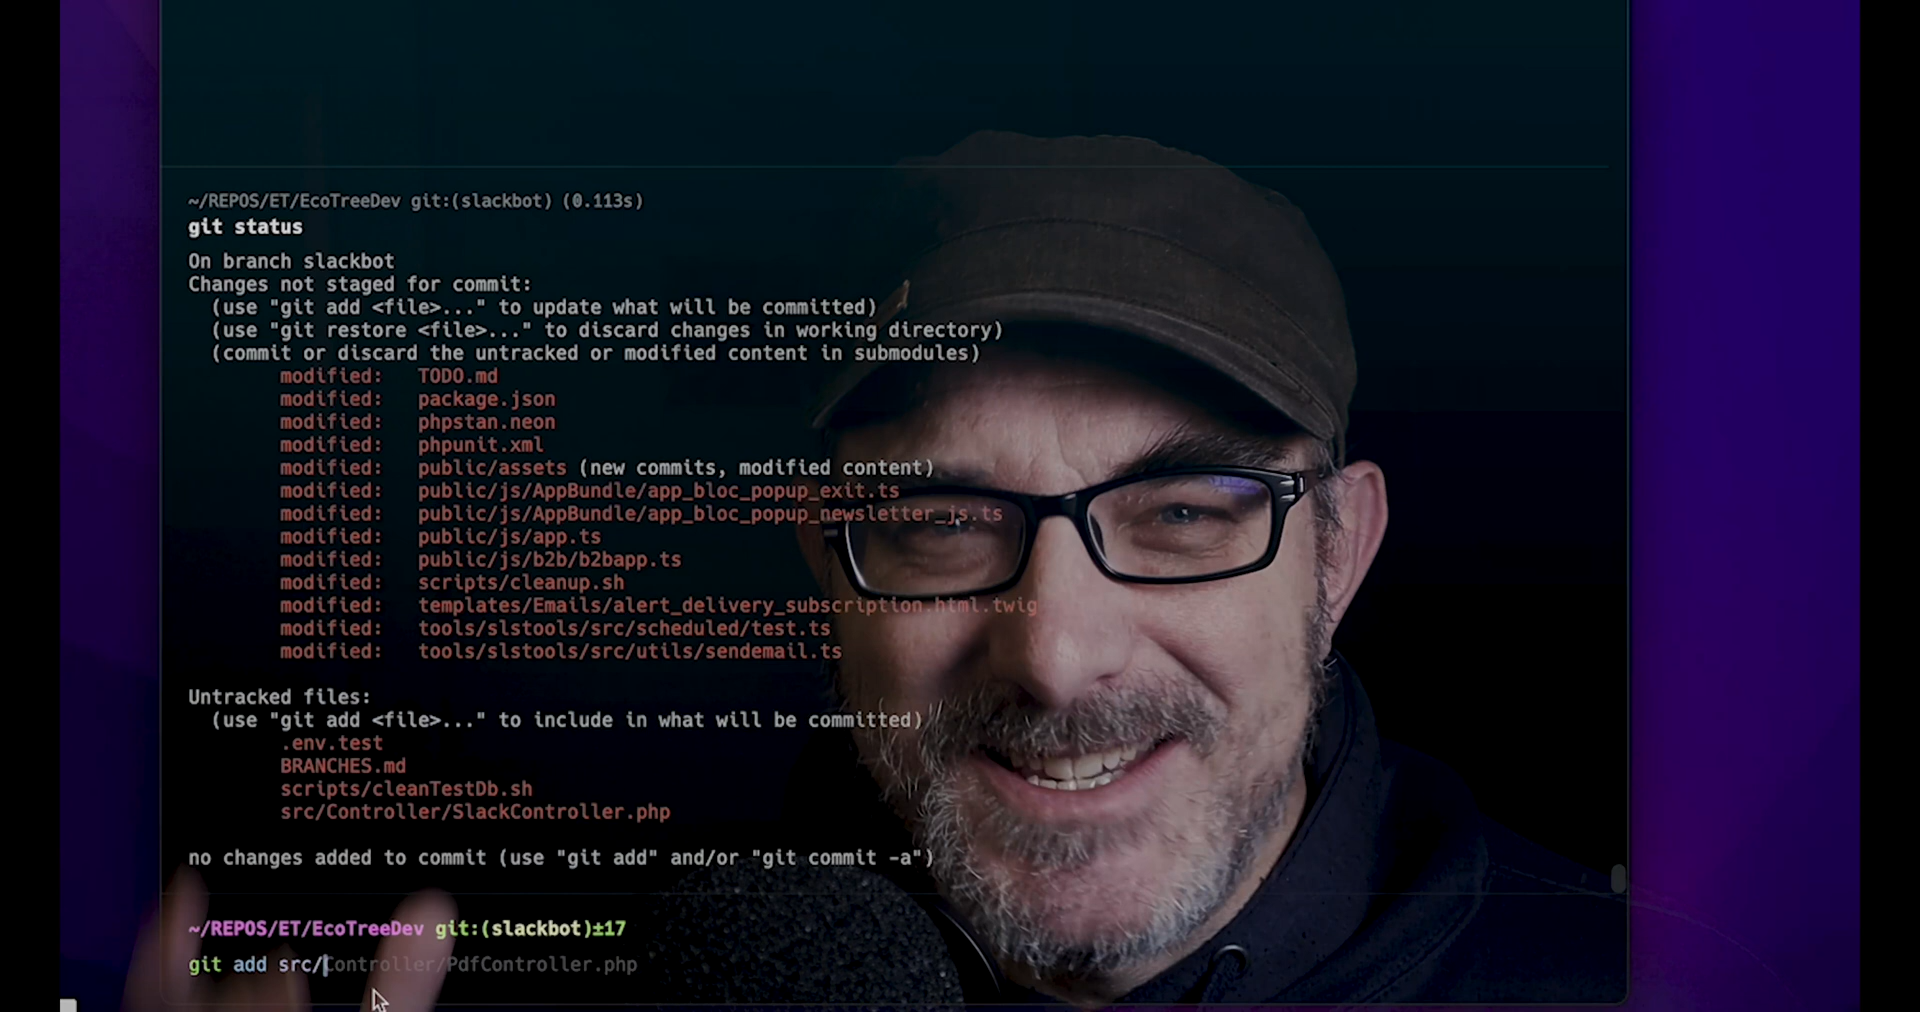 ~/REPOS/ET/EcoTreeDev git:(slackbot) (0.113s)
git status
On branch slackbot
Changes not staged for commit:
(use "git add <file>..." to update what will be committed)
(use "git restore <file>..." to discard changes in working directory)
(commit or discard the untracked or modified content in submodules)
modified: TODO.md
modified: package.json
modified: phpstan.neon
modified: phpunit.xml
modified: public/assets (new commits, modified content)
modified: public/js/AppBundle/app_bloc_popup_exit.ts
modified: public/js/AppBundle/app_bloc_popup_newsletter_js.ts
modified: public/js/app.ts
modified: public/js/b2b/b2bapp.ts
modified: scripts/cleanup.sh
modified: templates/Emails/alert_delivery_subscription.html.twig
modified: tools/slstools/src/scheduled/test.ts
modified: tools/slstools/src/utils/sendemail.ts
Untracked files:
(use "git add <file>..." to include in what will be committed)
.env.test
BRANCHES.md
scripts/cleanTestDb.sh
src/Controller/SlackController.php
no changes added to commit (use "git add" and/or "git commit -a")
~/REPOS/ET/EcoTreeDev git:(slackbot)±17
git add src/Controller/PdfController.php